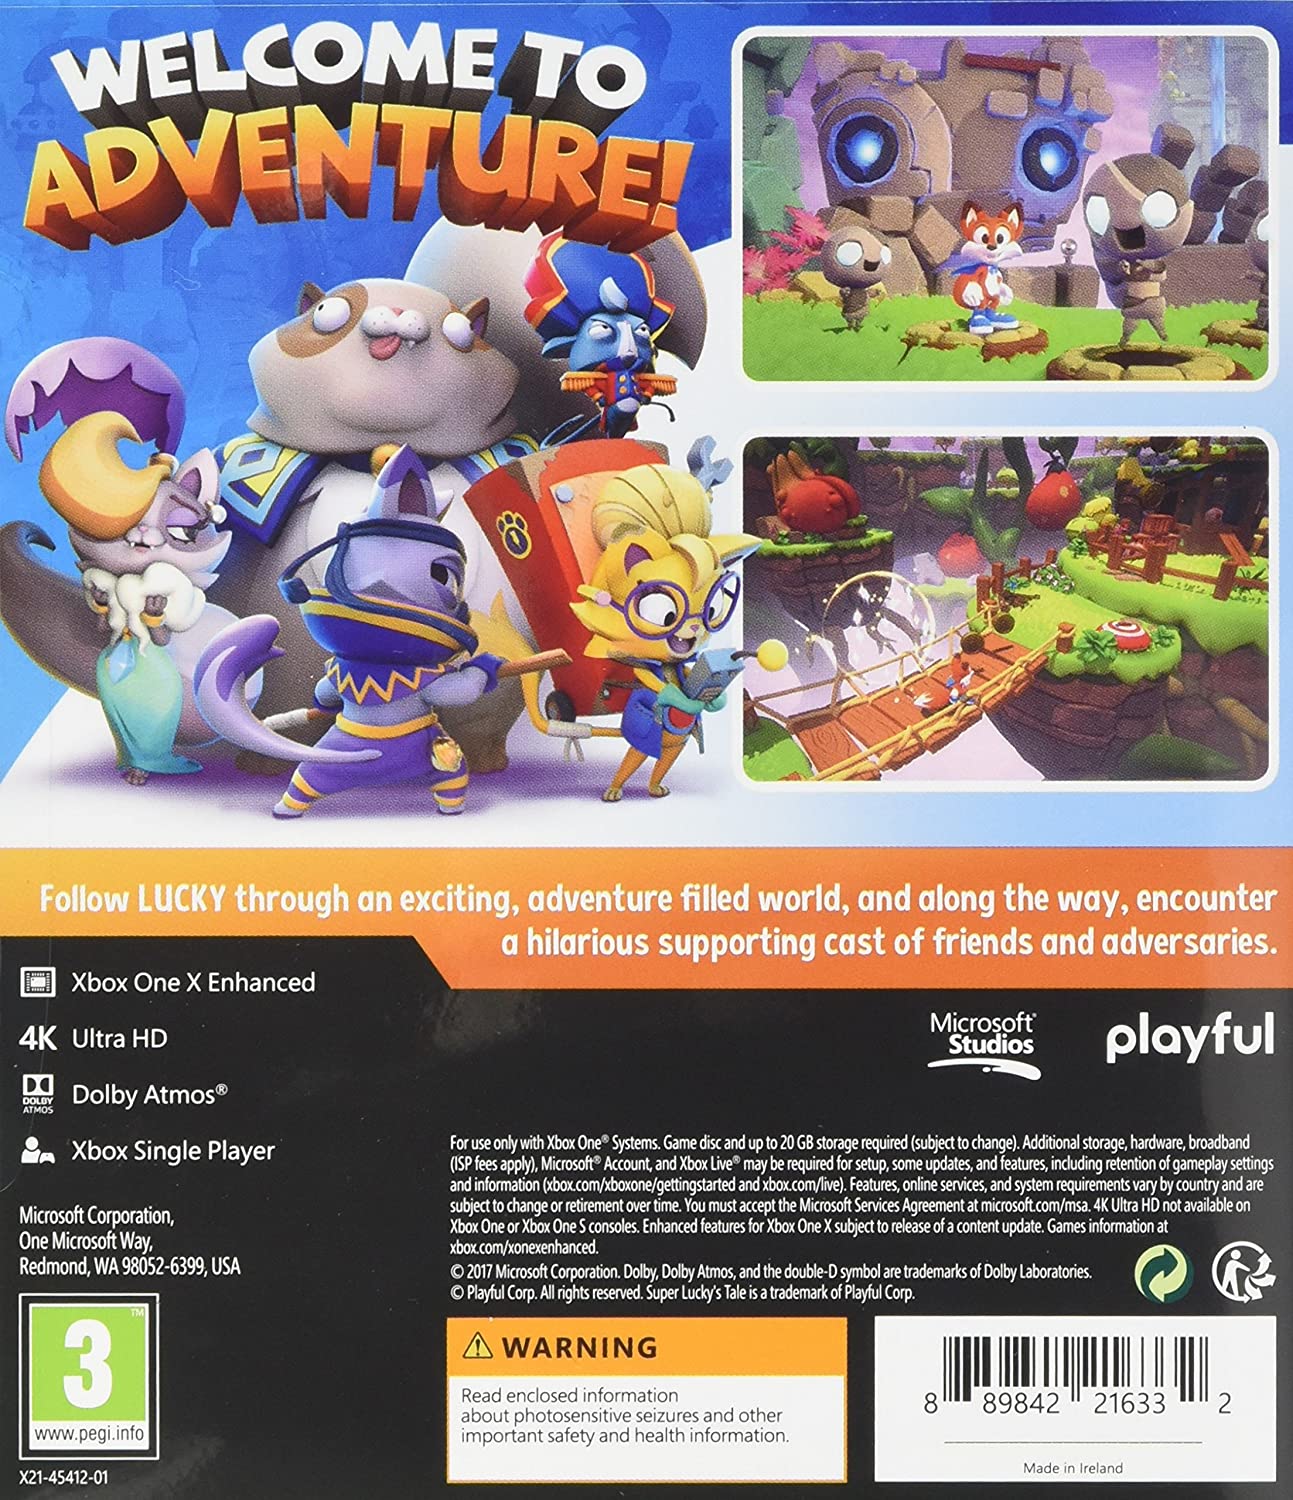 WELCOME TO
ADVENTURE!
1
Follow LUCKY through an exciting, adventure filled world, and along the way, encounter
a hilarious supporting cast of friends and adversaries.
Xbox One X Enhanced
4K Ultra HD
DOLBY
ATMOS
Dolby Atmos®
Xbox Single Player
Microsoft®
Studios
playful
Microsoft Corporation,
One Microsoft Way,
Redmond, WA 98052-6399, USA
For use only with Xbox One® Systems. Game disc and up to 20 GB storage required (subject to change). Additional storage, hardware, broadband
(ISP fees apply), Microsoft® Account, and Xbox Live® may be required for setup, some updates, and features, including retention of gameplay settings
and information (xbox.com/xboxone/gettingstarted and xbox.com/live). Features, online services, and system requirements vary by country and are
subject to change or retirement over time. You must accept the Microsoft Services Agreement at microsoft.com/msa. 4K Ultra HD not available on
Xbox One or Xbox One S consoles. Enhanced features for Xbox One X subject to release of a content update. Games information at
xbox.com/xonexenhanced.
© 2017 Microsoft Corporation. Dolby, Dolby Atmos, and the double-D symbol are trademarks of Dolby Laboratories.
© Playful Corp. All rights reserved. Super Lucky's Tale is a trademark of Playful Corp.
3
TM
www.pegi.info
X21-45412-01
WARNING
Read enclosed information
about photosensitive seizures and other
important safety and health information.
8 89842 21633 2
Made in Ireland